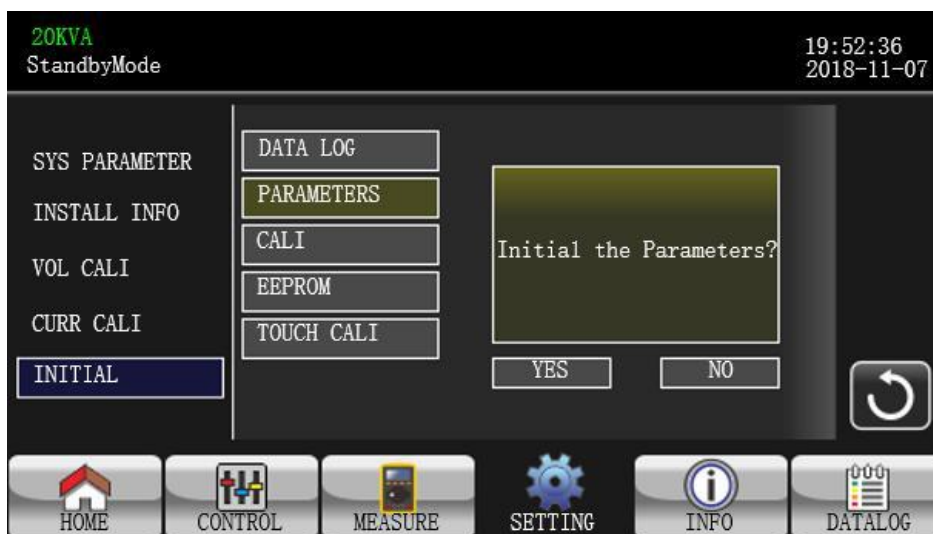 20KVA
StandbyMode
19:52:36
2018-11-07
SYS PARAMETER
INSTALL INFO
VOL CALI
CURR CALI
INITIAL
DATA LOG
PARAMETERS
CALI
EEPROM
TOUCH CALI
Initial the Parameters?
YES
NO
HOME
CONTROL
MEASURE
SETTING
INFO
DATALOG